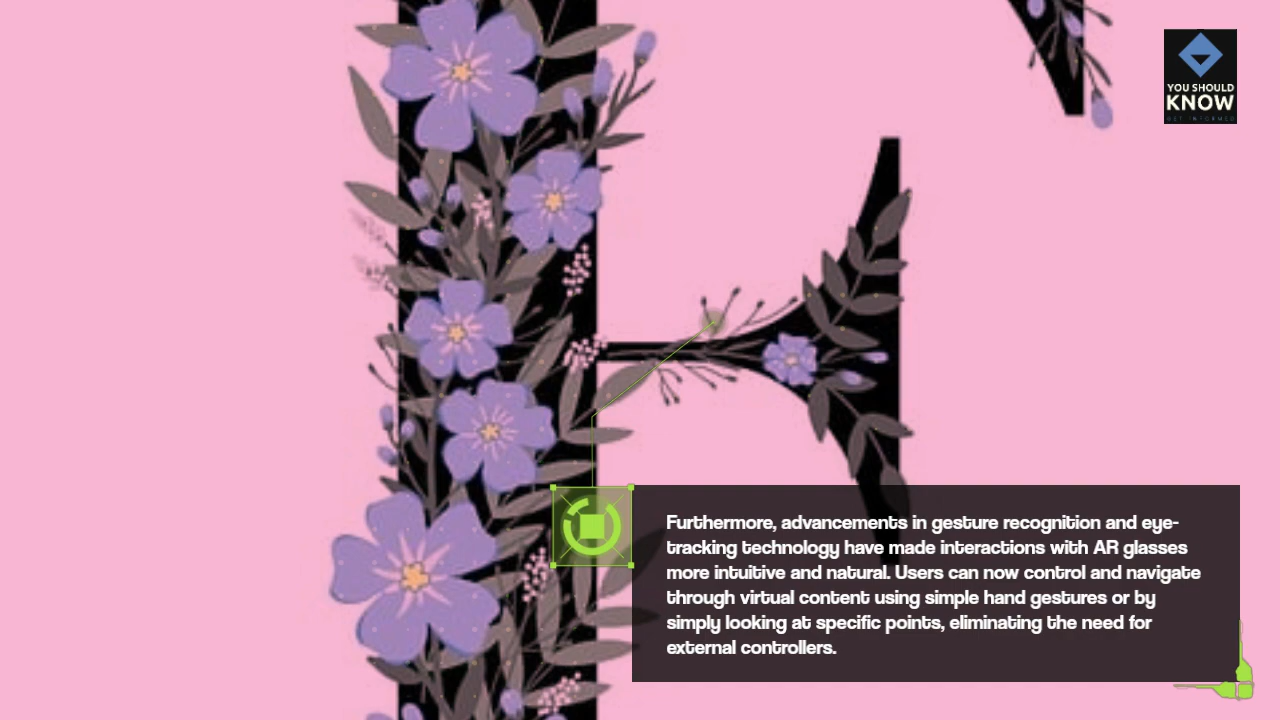 YOU SHOULD
KNOW
GET INFORMED
Furthermore, advancements in gesture recognition and eye-
tracking technology have made interactions with AR glasses
more intuitive and natural. Users can now control and navigate
through virtual content using simple hand gestures or by
simply looking at specific points, eliminating the need for
external controllers.